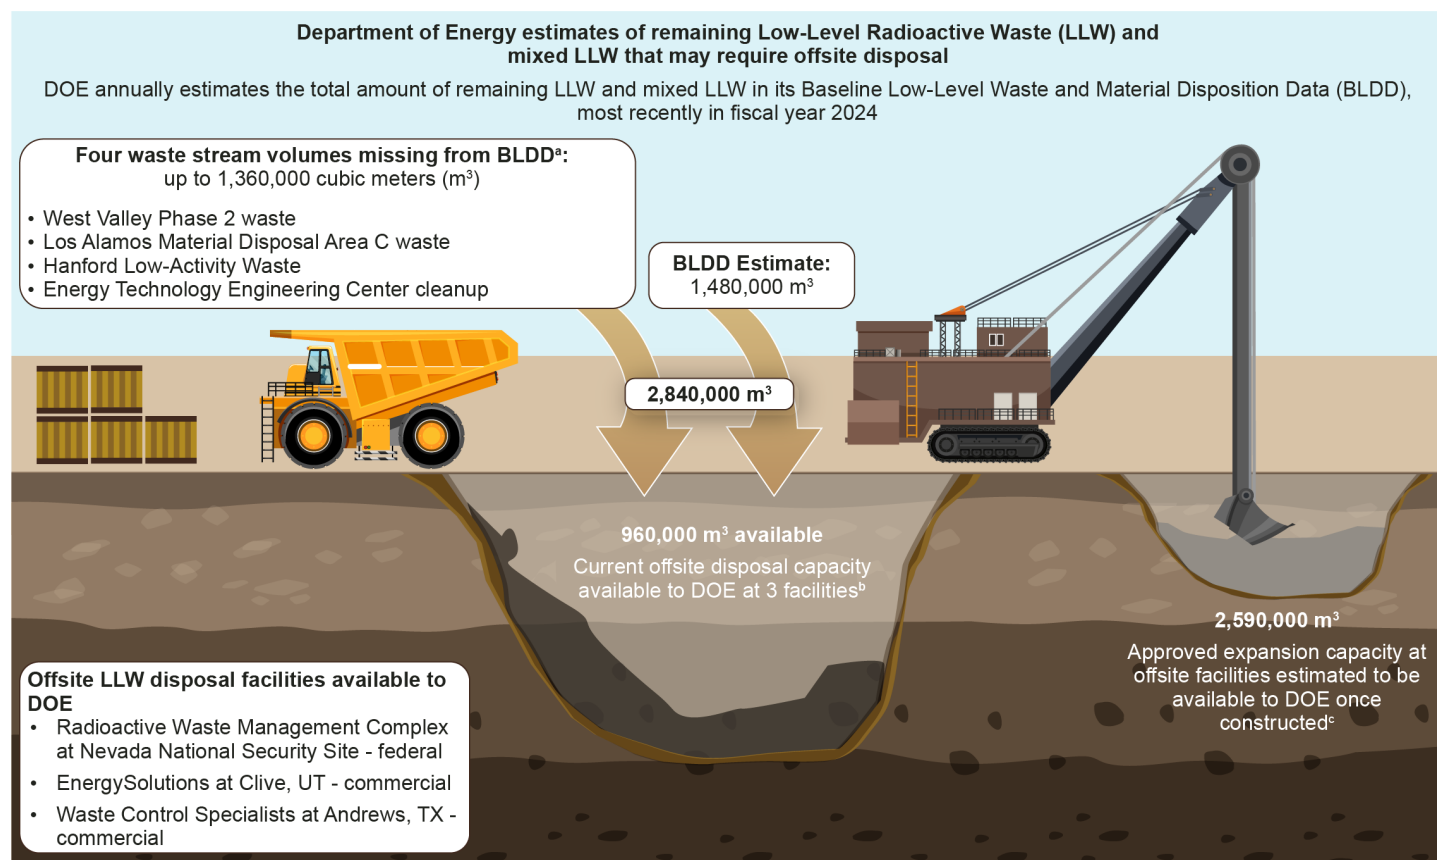 Department of Energy estimates of remaining Low-Level Radioactive Waste (LLW) and
mixed LLW that may require offsite disposal
DOE annually estimates the total amount of remaining LLW and mixed LLW in its Baseline Low-Level Waste and Material Disposition Data (BLDD),
most recently in fiscal year 2024
Four waste stream volumes missing from BLDDᵃ:
up to 1,360,000 cubic meters (m³)
• West Valley Phase 2 waste
• Los Alamos Material Disposal Area C waste
• Hanford Low-Activity Waste
• Energy Technology Engineering Center cleanup
BLDD Estimate:
1,480,000 m³
2,840,000 m³
960,000 m³ available
Current offsite disposal capacity
available to DOE at 3 facilitiesᵇ
2,590,000 m³
Approved expansion capacity at
offsite facilities estimated to be
available to DOE once
constructedᶜ
Offsite LLW disposal facilities available to
DOE
• Radioactive Waste Management Complex
at Nevada National Security Site - federal
• EnergySolutions at Clive, UT - commercial
• Waste Control Specialists at Andrews, TX -
commercial